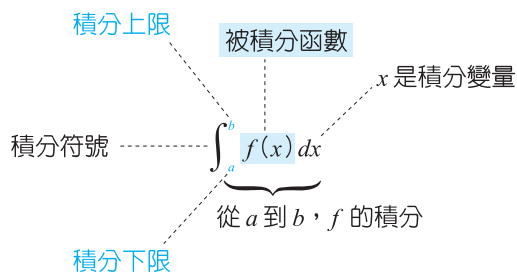 積分上限
被積分函數
x 是積分變量
積分符號
∫_a^b f(x) dx
從 a 到 b，f 的積分
積分下限